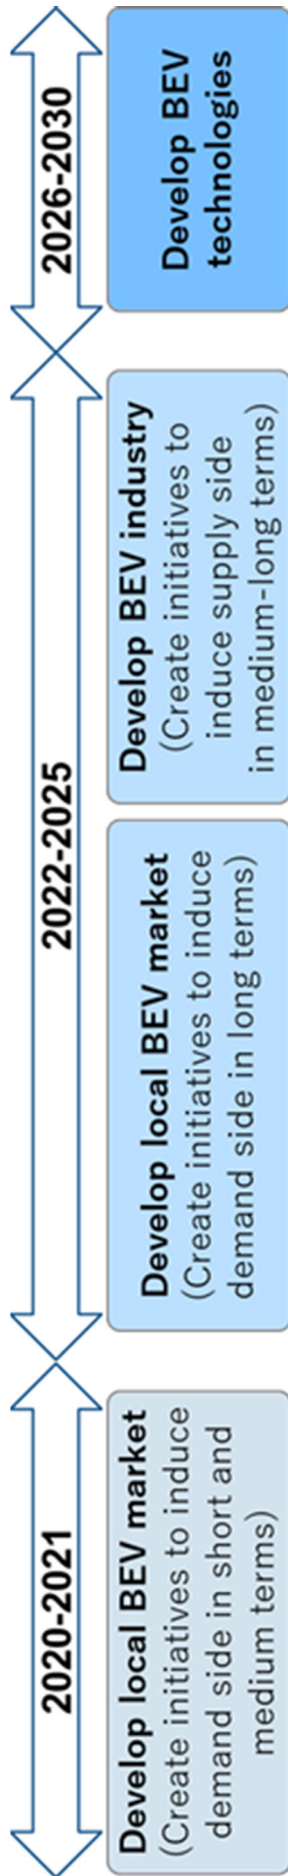 2020-2021
2022-2025
2026-2030
Develop local BEV market
(Create initiatives to induce
demand side in short and
medium terms)
Develop local BEV market
(Create initiatives to induce
demand side in long terms)
Develop BEV industry
(Create initiatives to
induce supply side
in medium-long terms)
Develop BEV
technologies